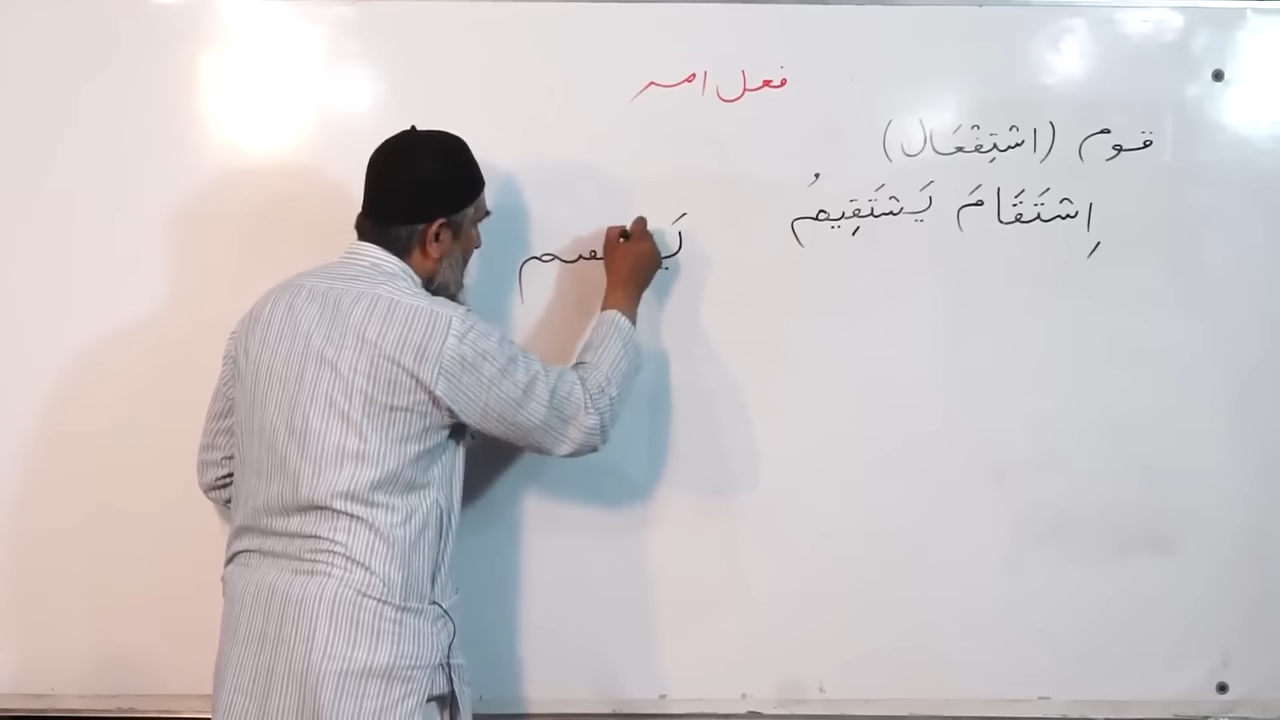 فعل امر
قوم (اسْتِفْعَال)
اِسْتَقَامَ يَسْتَقِيمُ